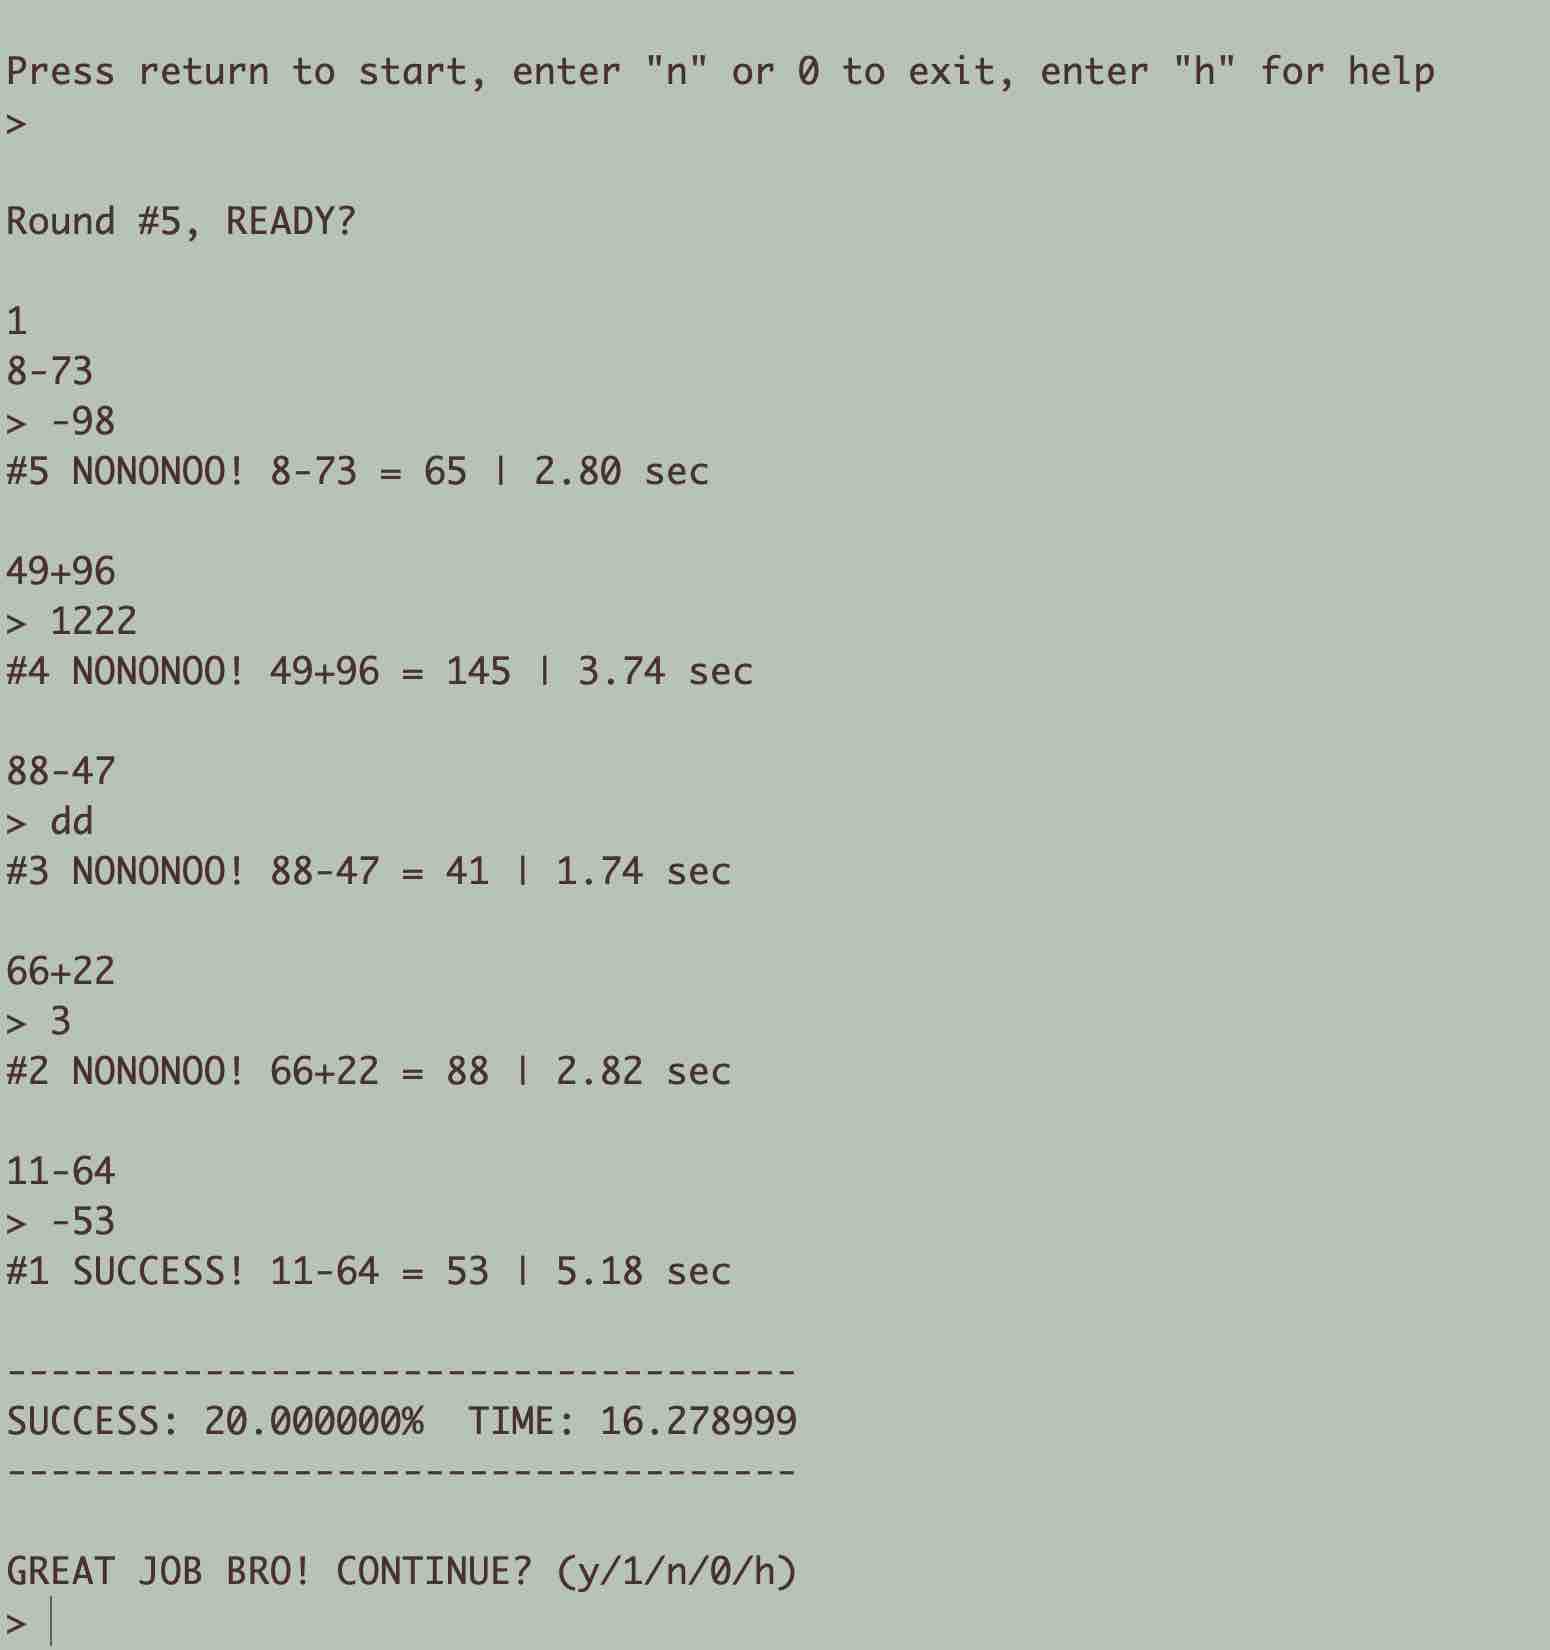 Press return to start, enter "n" or 0 to exit, enter "h" for help
>
Round #5, READY?
1
8-73
> -98
#5 NONONOO! 8-73 = 65 | 2.80 sec
49+96
> 1222
#4 NONONOO! 49+96 = 145 | 3.74 sec
88-47
> dd
#3 NONONOO! 88-47 = 41 | 1.74 sec
66+22
> 3
#2 NONONOO! 66+22 = 88 | 2.82 sec
11-64
> -53
#1 SUCCESS! 11-64 = 53 | 5.18 sec
------------------------------------
SUCCESS: 20.000000%  TIME: 16.278999
------------------------------------
GREAT JOB BRO! CONTINUE? (y/1/n/0/h)
>